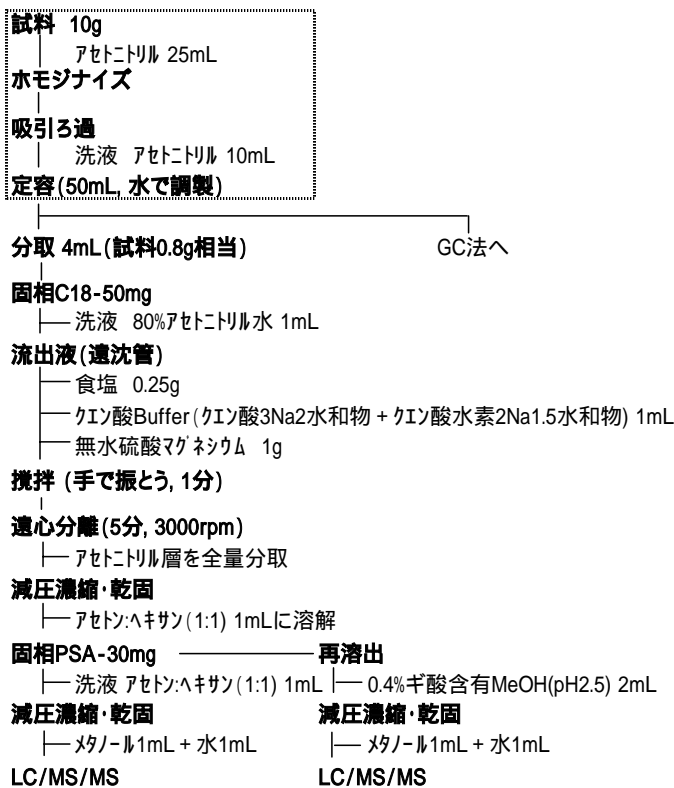 試料 10g
ｱｾﾄﾆﾄﾘﾙ 25mL
ホモジナイズ
吸引ろ過
洗液 ｱｾﾄﾆﾄﾘﾙ 10mL
定容(50mL, 水で調製)
分取 4mL(試料0.8g相当) GC法へ
固相C18-50mg
洗液 80%ｱｾﾄﾆﾄﾘﾙ水 1mL
流出液(遠沈管)
食塩 0.25g
ｸｴﾝ酸Buffer(ｸｴﾝ酸3Na2水和物 + ｸｴﾝ酸水素2Na1.5水和物) 1mL
無水硫酸ﾏｸﾞﾈｼｳﾑ 1g
攪拌 (手で振とう, 1分)
遠心分離(5分, 3000rpm)
ｱｾﾄﾆﾄﾘﾙ層を全量分取
減圧濃縮･乾固
ｱｾﾄﾝ:ﾍｷｻﾝ(1:1) 1mLに溶解
固相PSA-30mg 再溶出
洗液 ｱｾﾄﾝ:ﾍｷｻﾝ(1:1) 1mL 0.4%ギ酸含有MeOH(pH2.5) 2mL
減圧濃縮･乾固 減圧濃縮･乾固
ﾒﾀﾉｰﾙ1mL + 水1mL ﾒﾀﾉｰﾙ1mL + 水1mL
LC/MS/MS LC/MS/MS